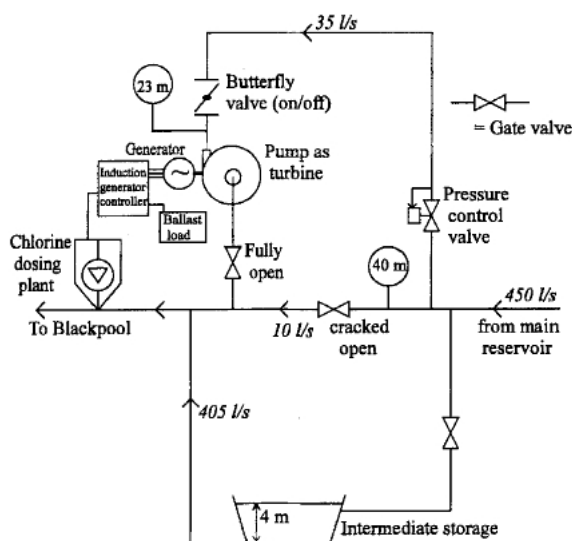 35 l/s
23 m
Butterfly
valve (on/off)
= Gate valve
Generator
Pump as
turbine
Induction
generator
controller
Ballast
load
Pressure
control
valve
Chlorine
dosing
plant
Fully
open
40 m
450 l/s
To Blackpool
10 l/s
cracked
open
from main
reservoir
405 l/s
4 m
Intermediate storage